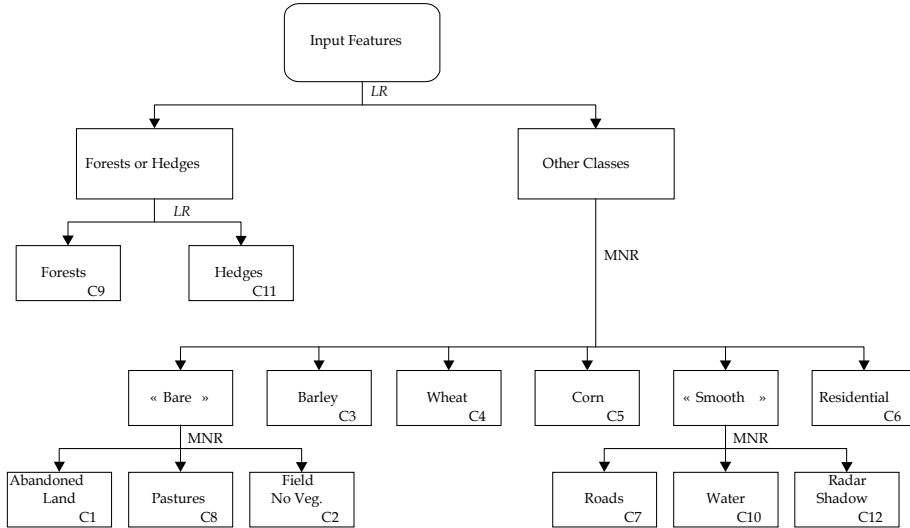 Input Features
LR
Forests or Hedges
Other Classes
LR
MNR
Forests
C9
Hedges
C11
« Bare »
Barley
C3
Wheat
C4
Corn
C5
« Smooth »
Residential
C6
MNR
MNR
Abandoned
Land
C1
Pastures
C8
Field
No Veg.
C2
Roads
C7
Water
C10
Radar
Shadow
C12